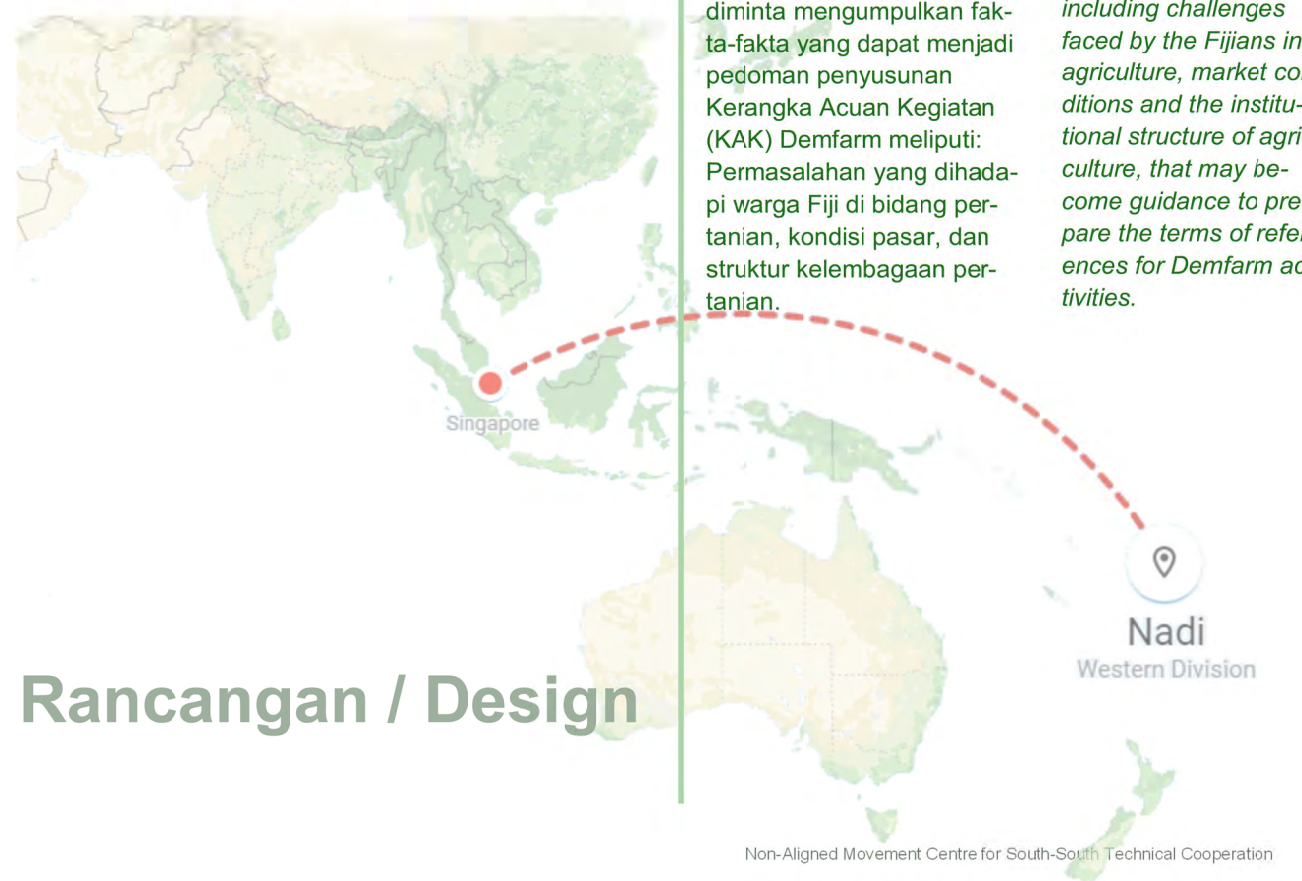 diminta mengumpulkan fak-
ta-fakta yang dapat menjadi
pedoman penyusunan
Kerangka Acuan Kegiatan
(KAK) Demfarm meliputi:
Permasalahan yang dihada-
pi warga Fiji di bidang per-
tanian, kondisi pasar, dan
struktur kelembagaan per-
tanian.
including challenges
faced by the Fijians in
agriculture, market co
ditions and the institu-
tional structure of agri
culture, that may be-
come guidance to pre
pare the terms of refe
ences for Demfarm ac
tivities.
Singapore
Nadi
Western Division
Rancangan / Design
Non-Aligned Movement Centre for South-South Technical Cooperation